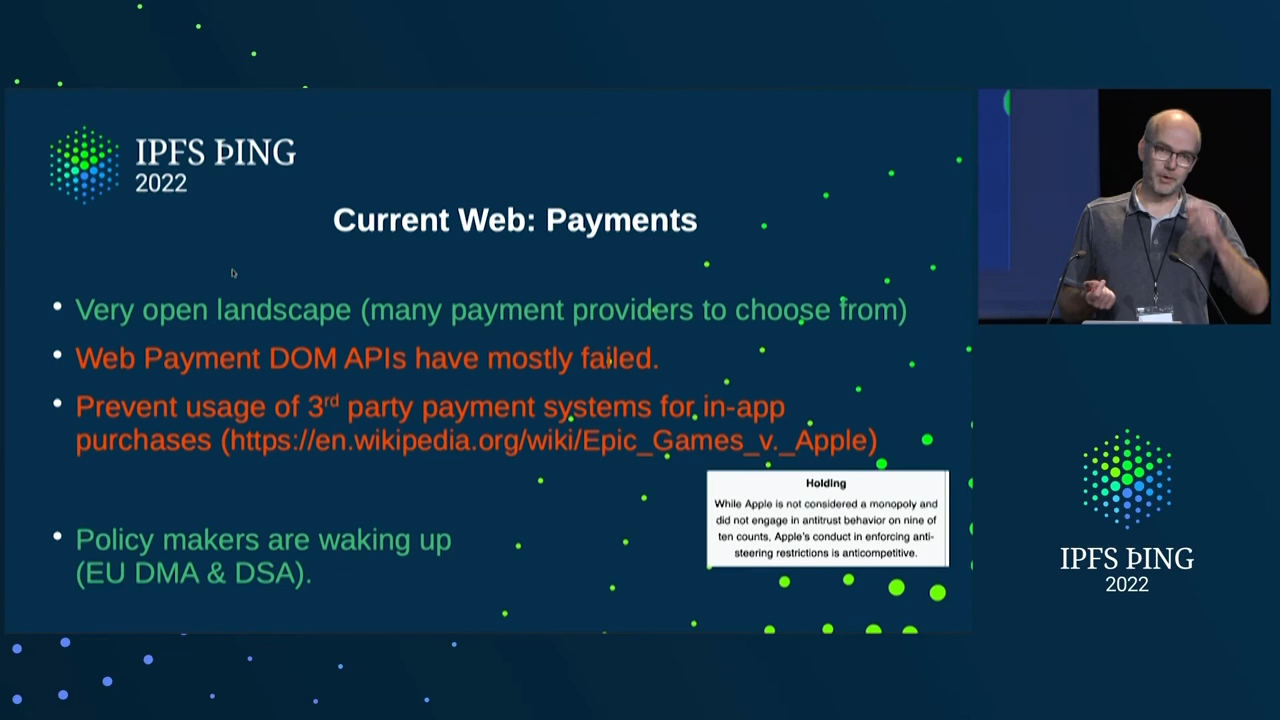 IPFS ÞING
2022
Current Web: Payments
• Very open landscape (many payment providers to choose from)
• Web Payment DOM APIs have mostly failed.
• Prevent usage of 3rd party payment systems for in-app
purchases (https://en.wikipedia.org/wiki/Epic_Games_v._Apple)
Holding
While Apple is not considered a monopoly and
did not engage in antitrust behavior on nine of
ten counts, Apple's conduct in enforcing anti-
steering restrictions is anticompetitive.
• Policy makers are waking up
(EU DMA & DSA).
IPFS ÞING
2022